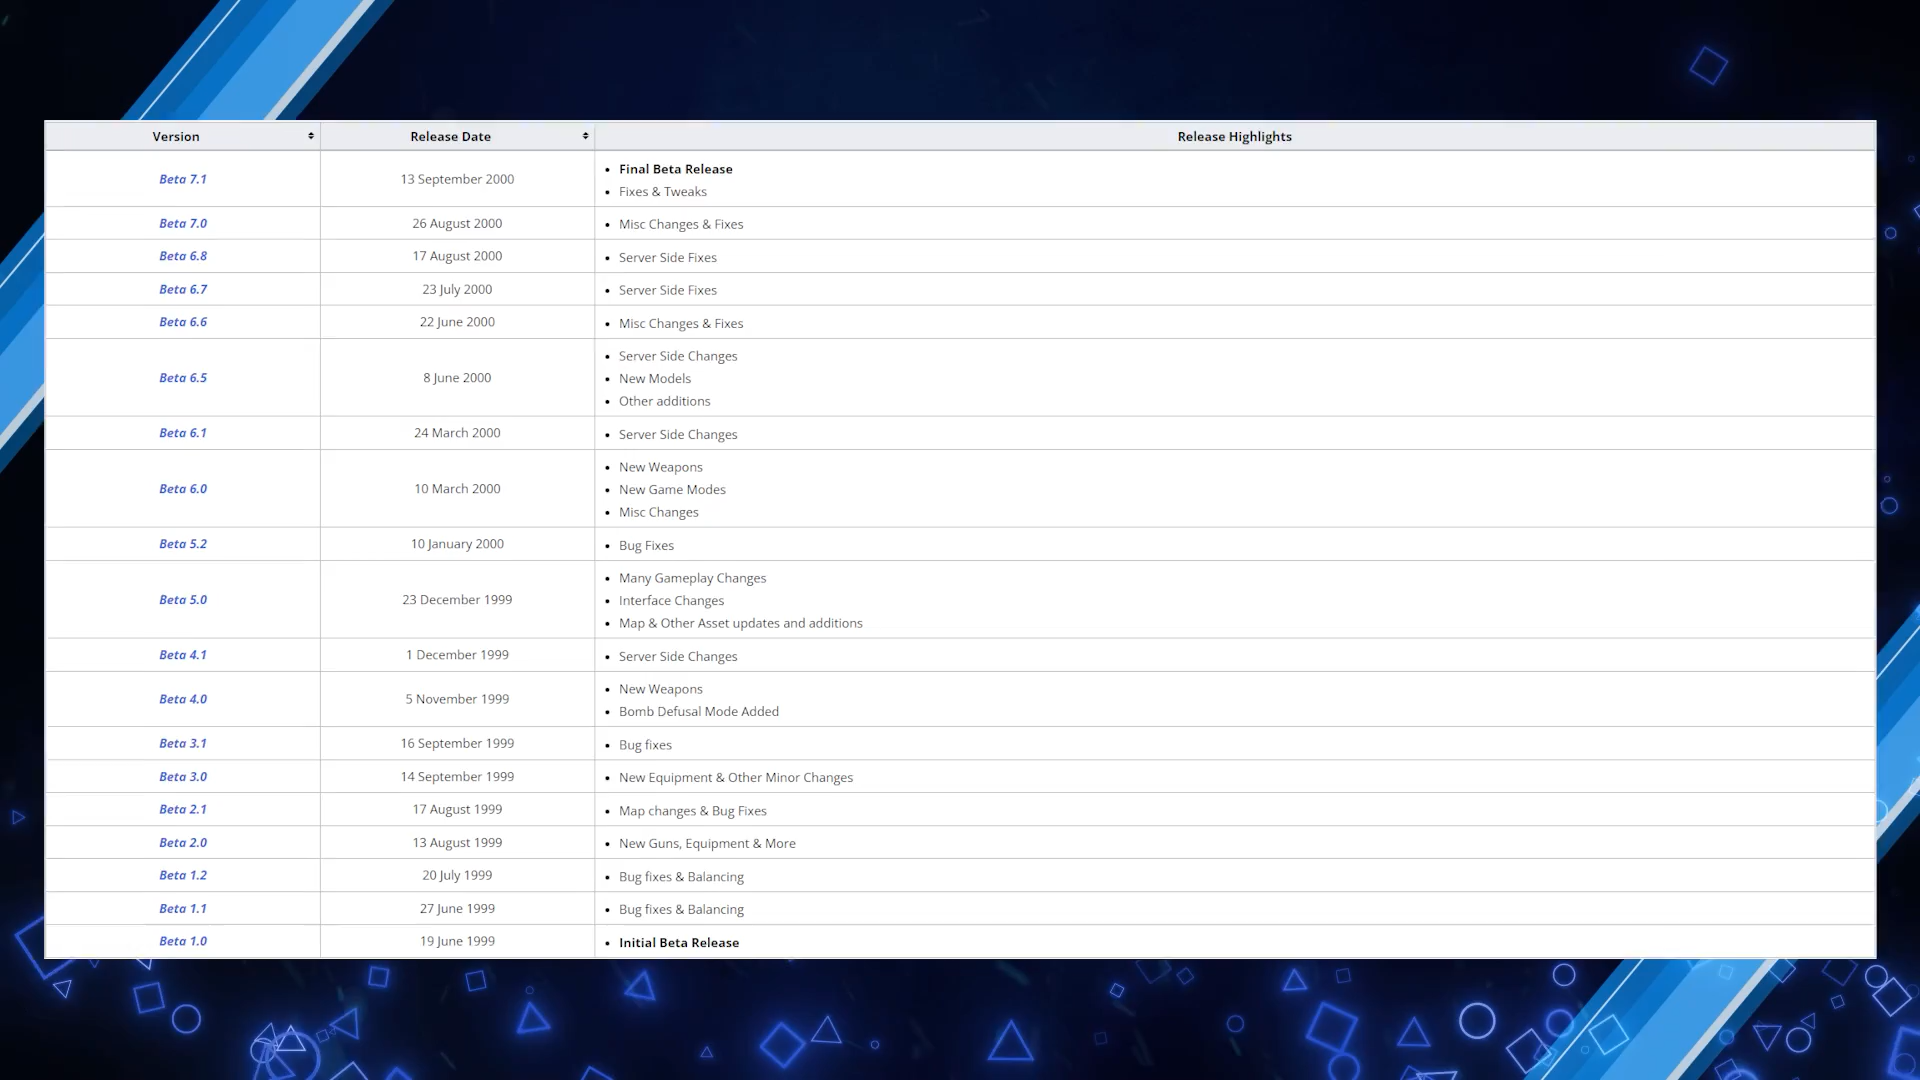 Version Release Date Release Highlights
Beta 7.1 13 September 2000 • Final Beta Release
• Fixes & Tweaks
Beta 7.0 26 August 2000 • Misc Changes & Fixes
Beta 6.8 17 August 2000 • Server Side Fixes
Beta 6.7 23 July 2000 • Server Side Fixes
Beta 6.6 22 June 2000 • Misc Changes & Fixes
Beta 6.5 8 June 2000 • Server Side Changes
• New Models
• Other additions
Beta 6.1 24 March 2000 • Server Side Changes
Beta 6.0 10 March 2000 • New Weapons
• New Game Modes
• Misc Changes
Beta 5.2 10 January 2000 • Bug Fixes
Beta 5.0 23 December 1999 • Many Gameplay Changes
• Interface Changes
• Map & Other Asset updates and additions
Beta 4.1 1 December 1999 • Server Side Changes
Beta 4.0 5 November 1999 • New Weapons
• Bomb Defusal Mode Added
Beta 3.1 16 September 1999 • Bug fixes
Beta 3.0 14 September 1999 • New Equipment & Other Minor Changes
Beta 2.1 17 August 1999 • Map changes & Bug Fixes
Beta 2.0 13 August 1999 • New Guns, Equipment & More
Beta 1.2 20 July 1999 • Bug fixes & Balancing
Beta 1.1 27 June 1999 • Bug fixes & Balancing
Beta 1.0 19 June 1999 • Initial Beta Release